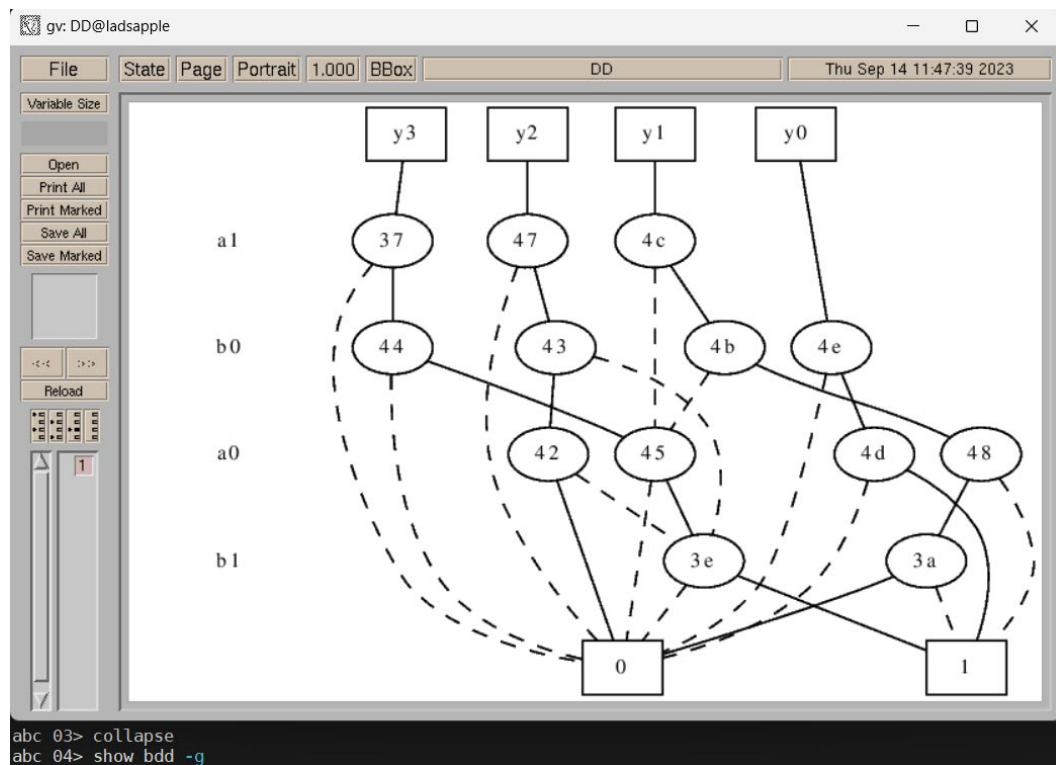 gv: DD@ladsapple
File State Page Portrait 1.000 BBox DD Thu Sep 14 11:47:39 2023
Variable Size
Open
Print All
Print Marked
Save All
Save Marked
<< >>
Reload
1
y3 y2 y1 y0
a1 37 47 4c
b0 44 43 4b 4e
a0 42 45 4d 48
b1 3e 3a
0 1
abc 03> collapse
abc 04> show bdd -g